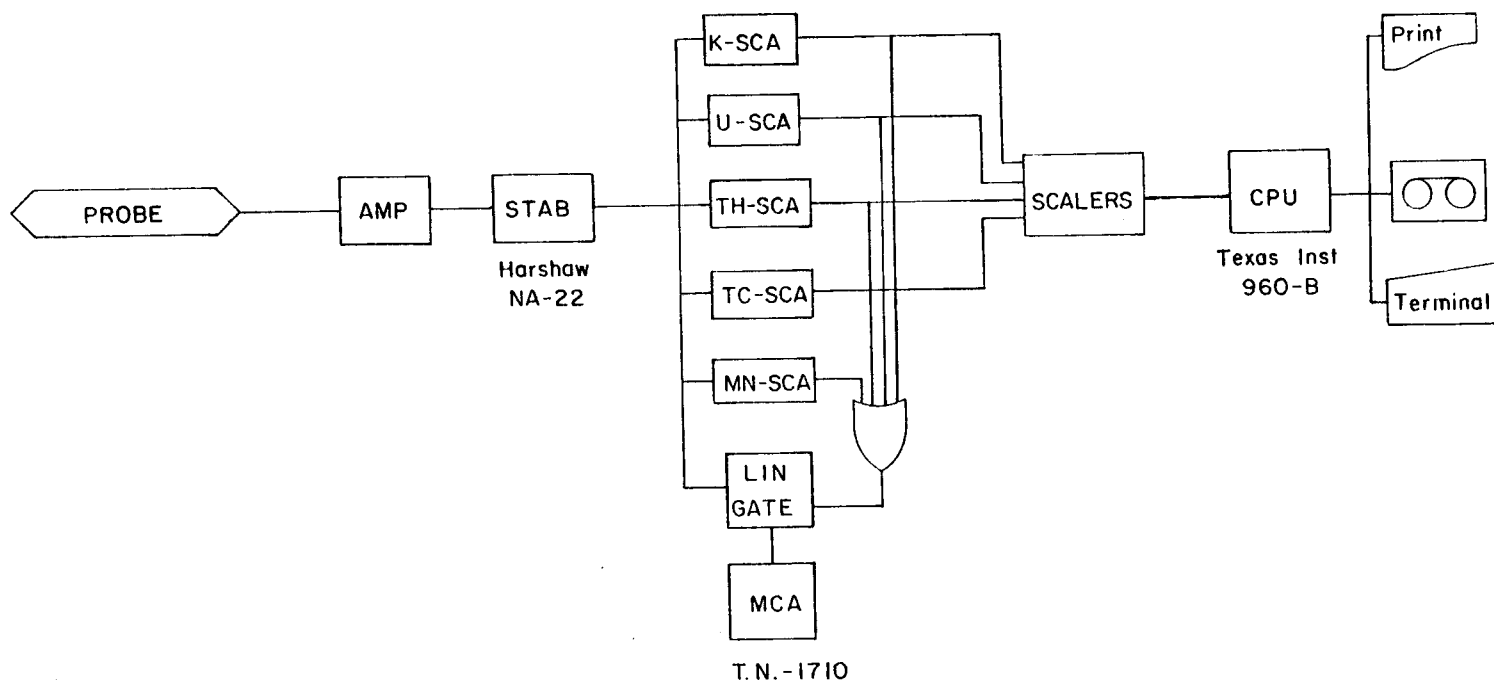 K-SCA
Print
U-SCA
PROBE
AMP
STAB
TH-SCA
SCALERS
CPU
Harshaw
NA-22
Texas Inst
960-B
TC-SCA
Terminal
MN-SCA
LIN
GATE
MCA
T.N.-1710